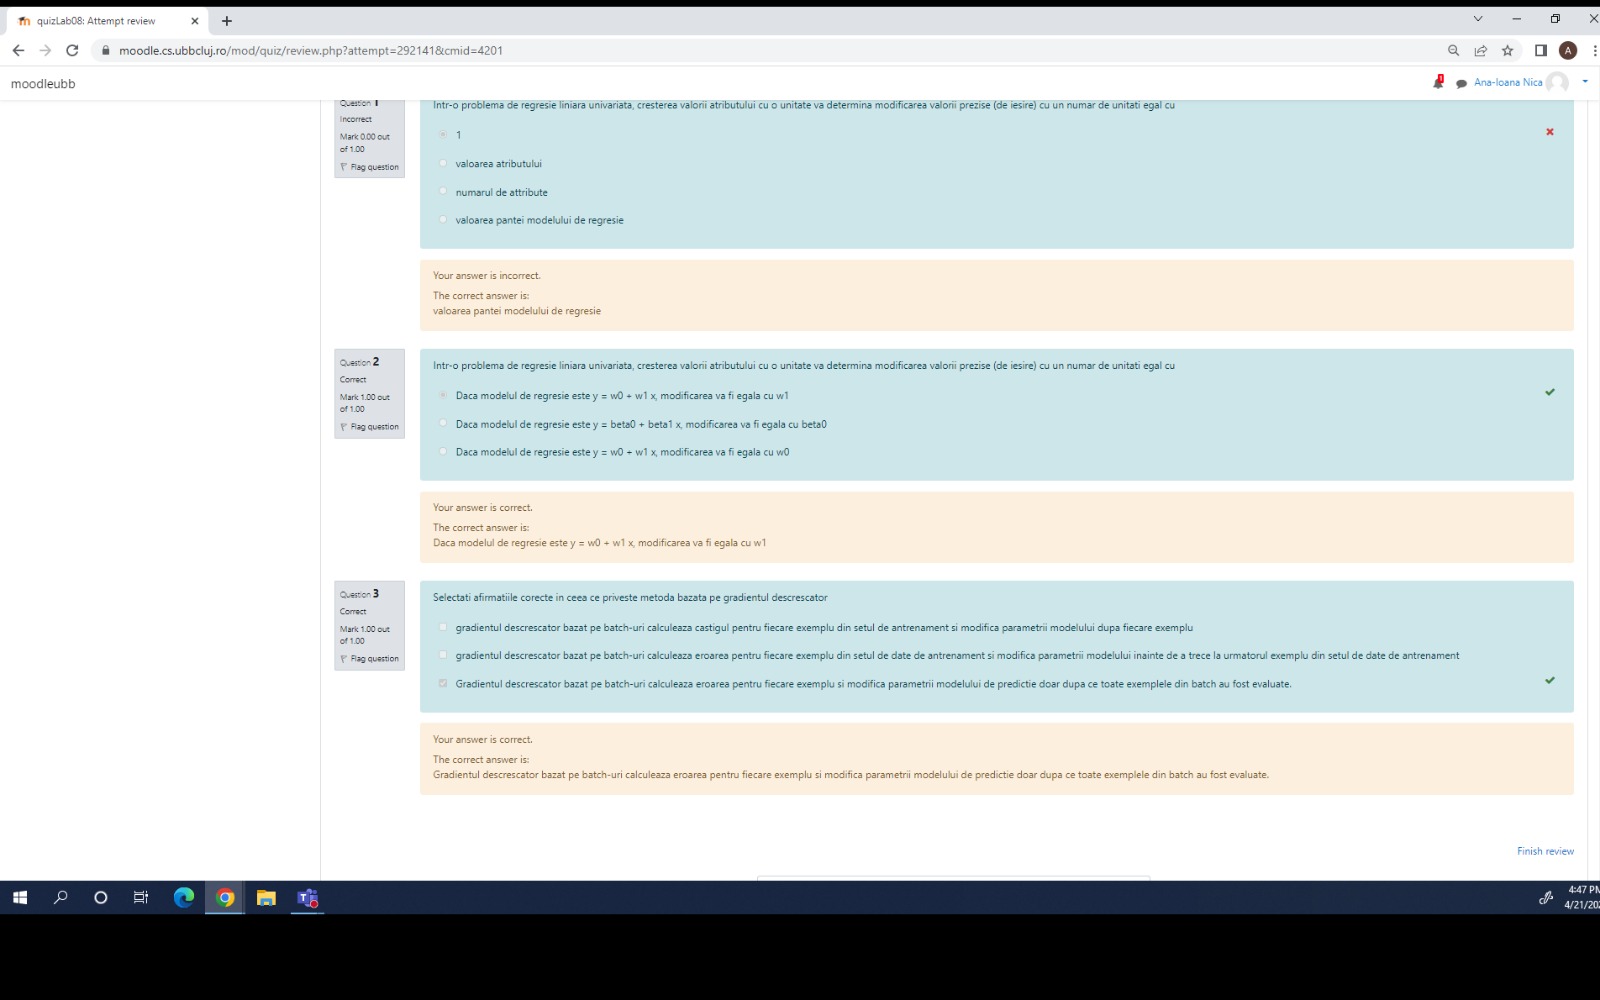 quizLab08: Attempt review
moodle.cs.ubbcluj.ro/mod/quiz/review.php?attempt=292141&cmid=4201
A
moodleubb
1
Ana-Ioana Nica
Question 1
Incorrect
Mark 0.00 out
of 1.00
Flag question
Intr-o problema de regresie liniara univariata, cresterea valorii atributului cu o unitate va determina modificarea valorii prezise (de iesire) cu un numar de unitati egal cu
1
valoarea atributului
numarul de attribute
valoarea pantei modelului de regresie
Your answer is incorrect.
The correct answer is:
valoarea pantei modelului de regresie
Question 2
Correct
Mark 1.00 out
of 1.00
Flag question
Intr-o problema de regresie liniara univariata, cresterea valorii atributului cu o unitate va determina modificarea valorii prezise (de iesire) cu un numar de unitati egal cu
Daca modelul de regresie este y = w0 + w1 x, modificarea va fi egala cu w1
Daca modelul de regresie este y = beta0 + beta1 x, modificarea va fi egala cu beta0
Daca modelul de regresie este y = w0 + w1 x, modificarea va fi egala cu w0
Your answer is correct.
The correct answer is:
Daca modelul de regresie este y = w0 + w1 x, modificarea va fi egala cu w1
Question 3
Correct
Mark 1.00 out
of 1.00
Flag question
Selectati afirmatiile corecte in ceea ce priveste metoda bazata pe gradientul descrescator
gradientul descrescator bazat pe batch-uri calculeaza castigul pentru fiecare exemplu din setul de antrenament si modifica parametrii modelului dupa fiecare exemplu
gradientul descrescator bazat pe batch-uri calculeaza eroarea pentru fiecare exemplu din setul de date de antrenament si modifica parametrii modelului inainte de a trece la urmatorul exemplu din setul de date de antrenament
Gradientul descrescator bazat pe batch-uri calculeaza eroarea pentru fiecare exemplu si modifica parametrii modelului de predictie doar dupa ce toate exemplele din batch au fost evaluate.
Your answer is correct.
The correct answer is:
Gradientul descrescator bazat pe batch-uri calculeaza eroarea pentru fiecare exemplu si modifica parametrii modelului de predictie doar dupa ce toate exemplele din batch au fost evaluate.
Finish review
4:47 PM
4/21/202